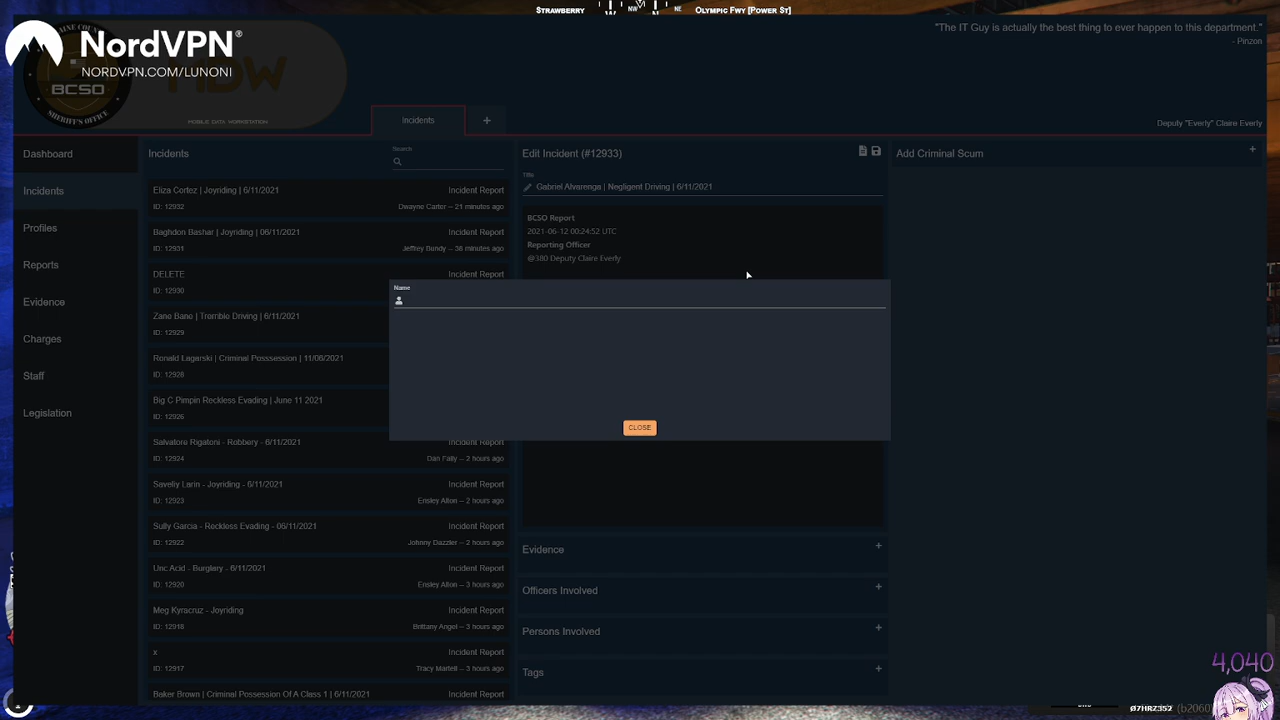 STRAWBERRY
NE
OLYMPIC FWY [POWER ST]
NordVPN®
NORDVPN.COM/LUNONI
BCSO
SHERIFF'S OFFICE
MDW
MOBILE DATA WORKSTATION
"The IT Guy is actually the best thing to ever happen to this department."
- Pinzon
Incidents
+
Deputy "Everly" Claire Everly
Dashboard
Incidents
Profiles
Reports
Evidence
Charges
Staff
Legislation
Incidents
Search
Eliza Cortez | Joyriding | 6/11/2021
Incident Report
ID: 12932
Dwayne Carter -- 21 minutes ago
Baghdon Bashar | Joyriding | 06/11/2021
Incident Report
ID: 12931
Jeffrey Bundy -- 38 minutes ago
DELETE
Incident Report
ID: 12930
Zane Bane | Trerrible Driving | 6/11/2021
ID: 12929
Ronald Lagarski | Criminal Posssession | 11/06/2021
ID: 12928
Big C Pimpin Reckless Evading | June 11 2021
ID: 12926
Salvatore Rigatoni - Robbery - 6/11/2021
Incident Report
ID: 12924
Dan Fally -- 2 hours ago
Saveliy Larin - Joyriding - 6/11/2021
Incident Report
ID: 12923
Ensley Alton -- 2 hours ago
Sully Garcia - Reckless Evading - 06/11/2021
Incident Report
ID: 12922
Johnny Dazzler -- 2 hours ago
Unc Acid - Burglary - 6/11/2021
Incident Report
ID: 12920
Ensley Alton -- 3 hours ago
Meg Kyracruz - Joyriding
Incident Report
ID: 12918
Brittany Angel -- 3 hours ago
x
Incident Report
ID: 12917
Tracy Martell -- 3 hours ago
Baker Brown | Criminal Possession Of A Class 1 | 6/11/2021
Incident Report
Edit Incident (#12933)
Title
Gabriel Alvarenga | Negligent Driving | 6/11/2021
BCSO Report
2021-06-12 00:24:52 UTC
Reporting Officer
@380 Deputy Claire Everly
Name
CLOSE
Evidence
+
Officers Involved
+
Persons Involved
+
Tags
+
Add Criminal Scum
+
4,040
(b2060